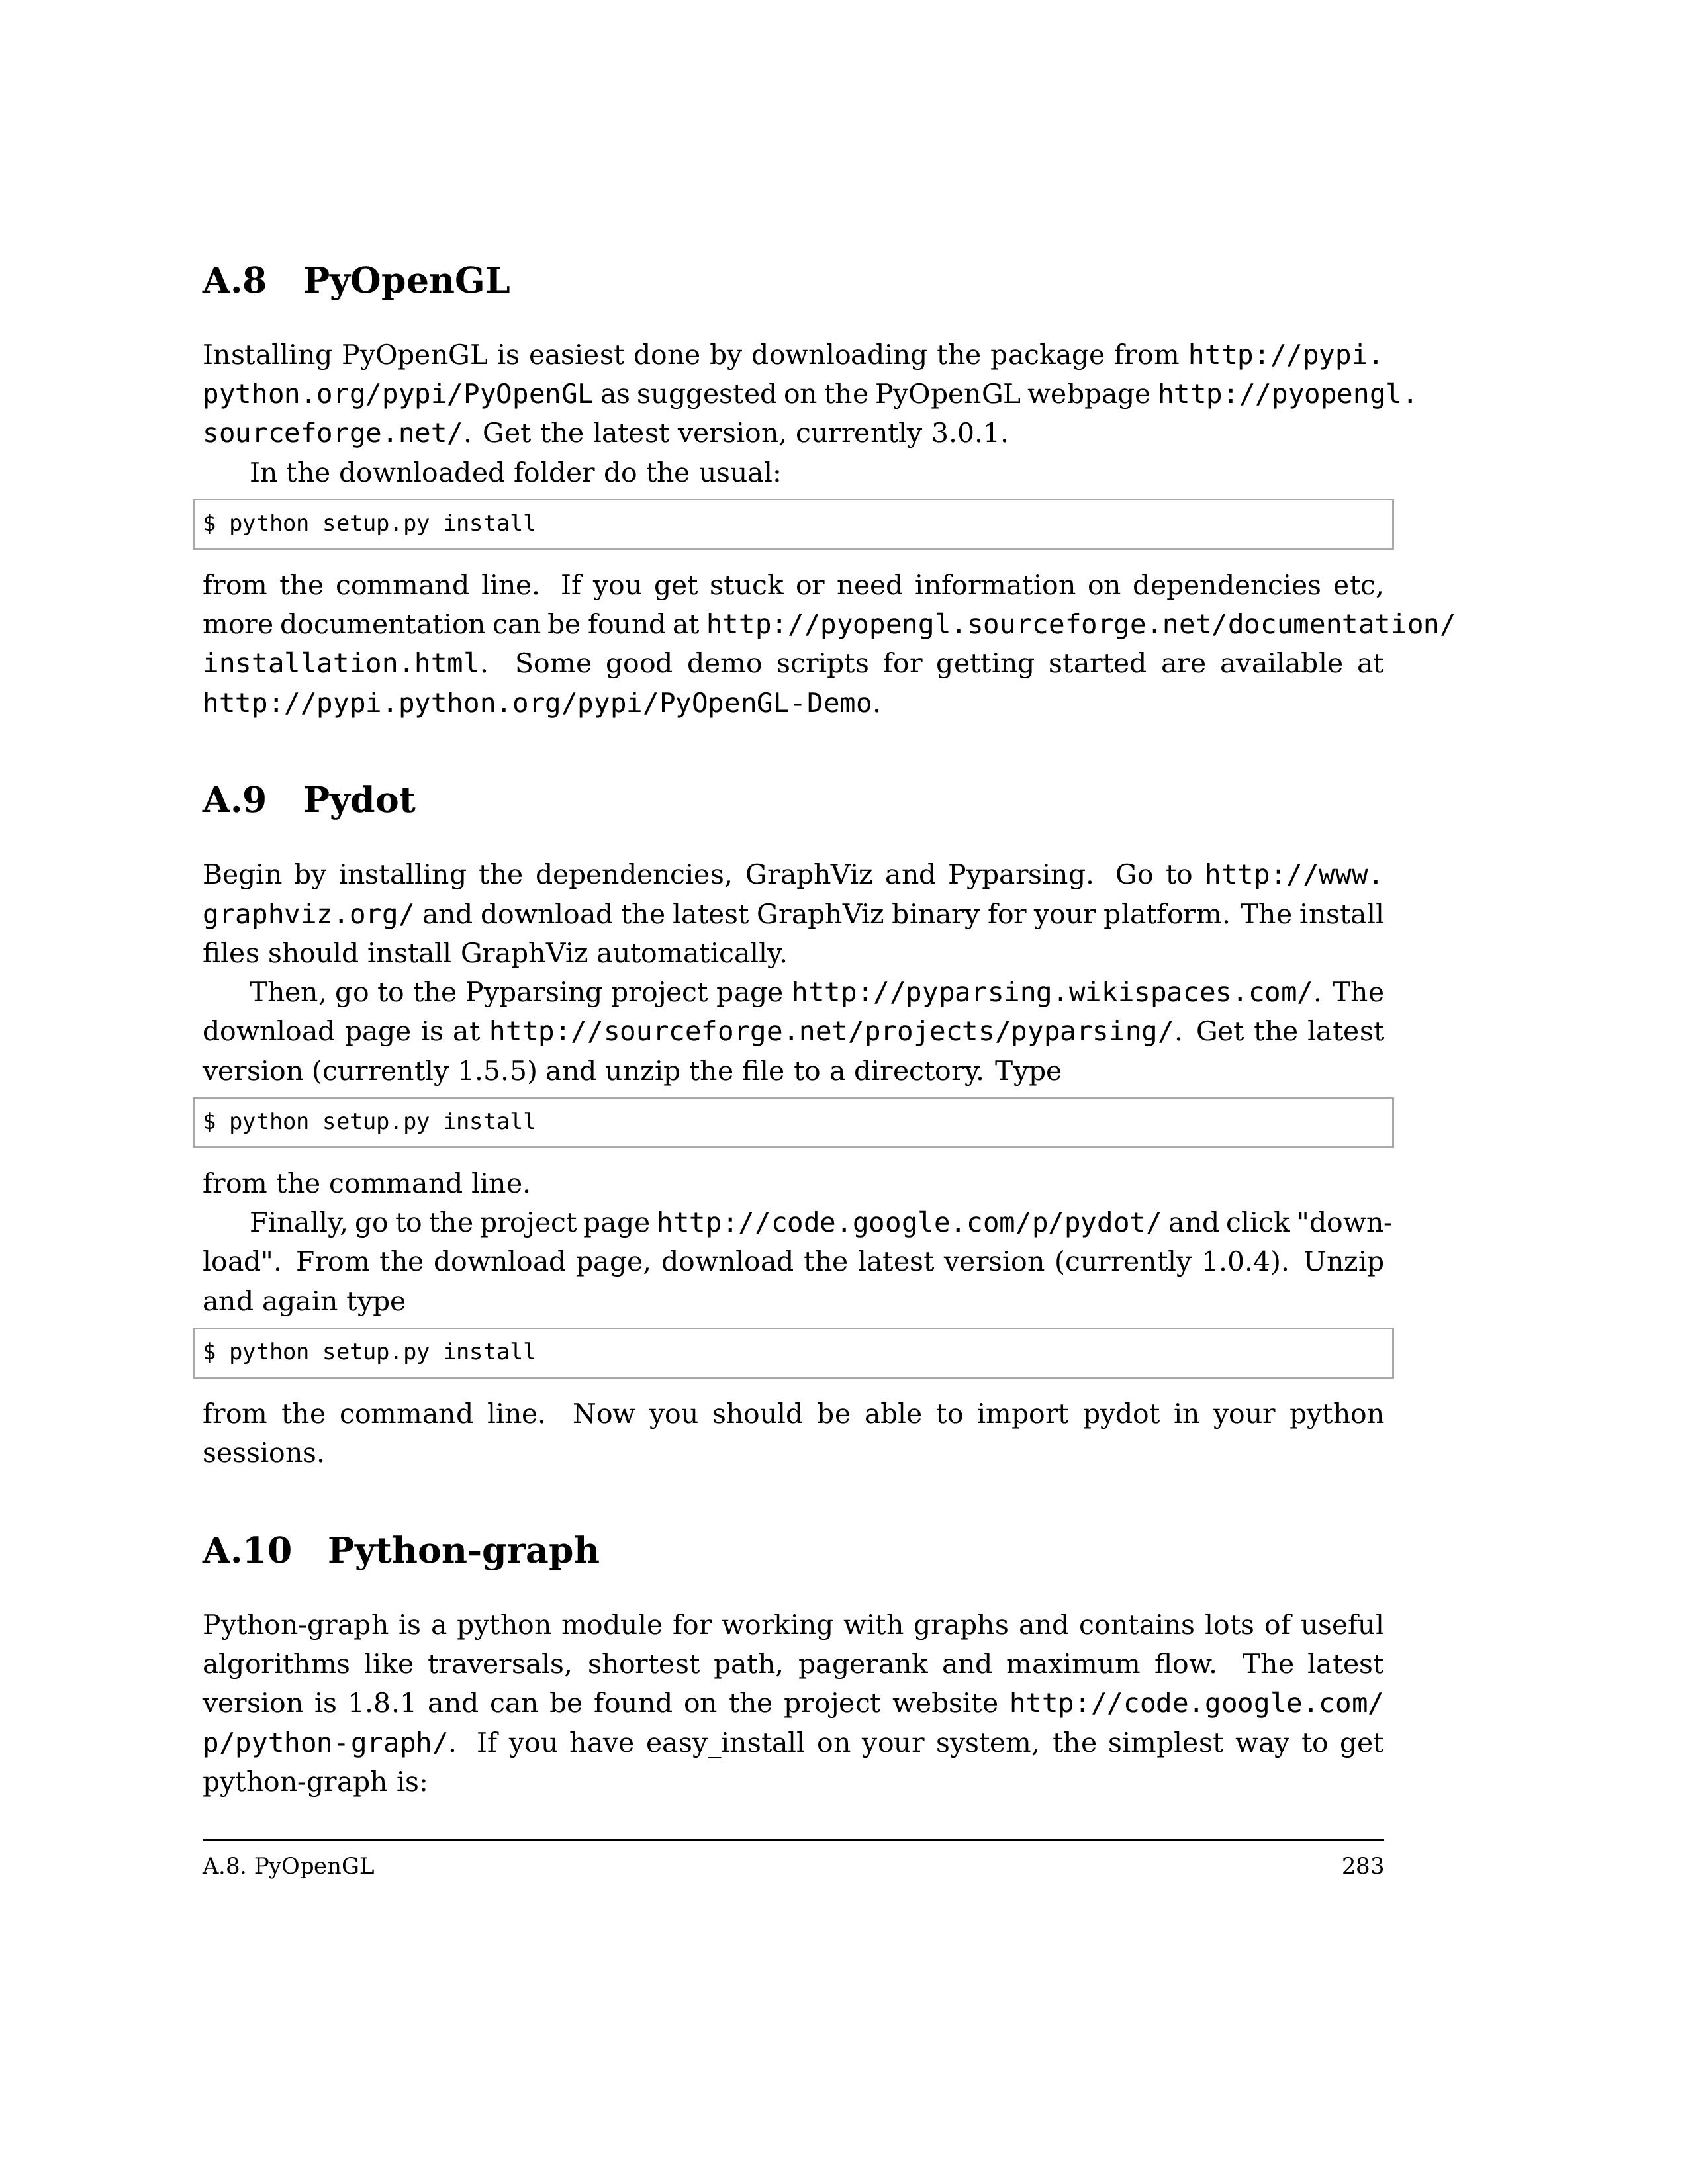 A.8 PyOpenGL
Installing PyOpenGL is easiest done by downloading the package from http://pypi.
python.org/pypi/PyOpenGL as suggested on the PyOpenGL webpage http://pyopengl.
sourceforge.net/. Get the latest version, currently 3.0.1.
In the downloaded folder do the usual:
$ python setup.py install
from the command line. If you get stuck or need information on dependencies etc,
more documentation can be found at http://pyopengl.sourceforge.net/documentation/
installation.html. Some good demo scripts for getting started are available at
http://pypi.python.org/pypi/PyOpenGL-Demo.
A.9 Pydot
Begin by installing the dependencies, GraphViz and Pyparsing. Go to http://www.
graphviz.org/ and download the latest GraphViz binary for your platform. The install
files should install GraphViz automatically.
Then, go to the Pyparsing project page http://pyparsing.wikispaces.com/. The
download page is at http://sourceforge.net/projects/pyparsing/. Get the latest
version (currently 1.5.5) and unzip the file to a directory. Type
$ python setup.py install
from the command line.
Finally, go to the project page http://code.google.com/p/pydot/ and click "down-
load". From the download page, download the latest version (currently 1.0.4). Unzip
and again type
$ python setup.py install
from the command line. Now you should be able to import pydot in your python
sessions.
A.10 Python-graph
Python-graph is a python module for working with graphs and contains lots of useful
algorithms like traversals, shortest path, pagerank and maximum flow. The latest
version is 1.8.1 and can be found on the project website http://code.google.com/
p/python-graph/. If you have easy_install on your system, the simplest way to get
python-graph is:
A.8. PyOpenGL 283